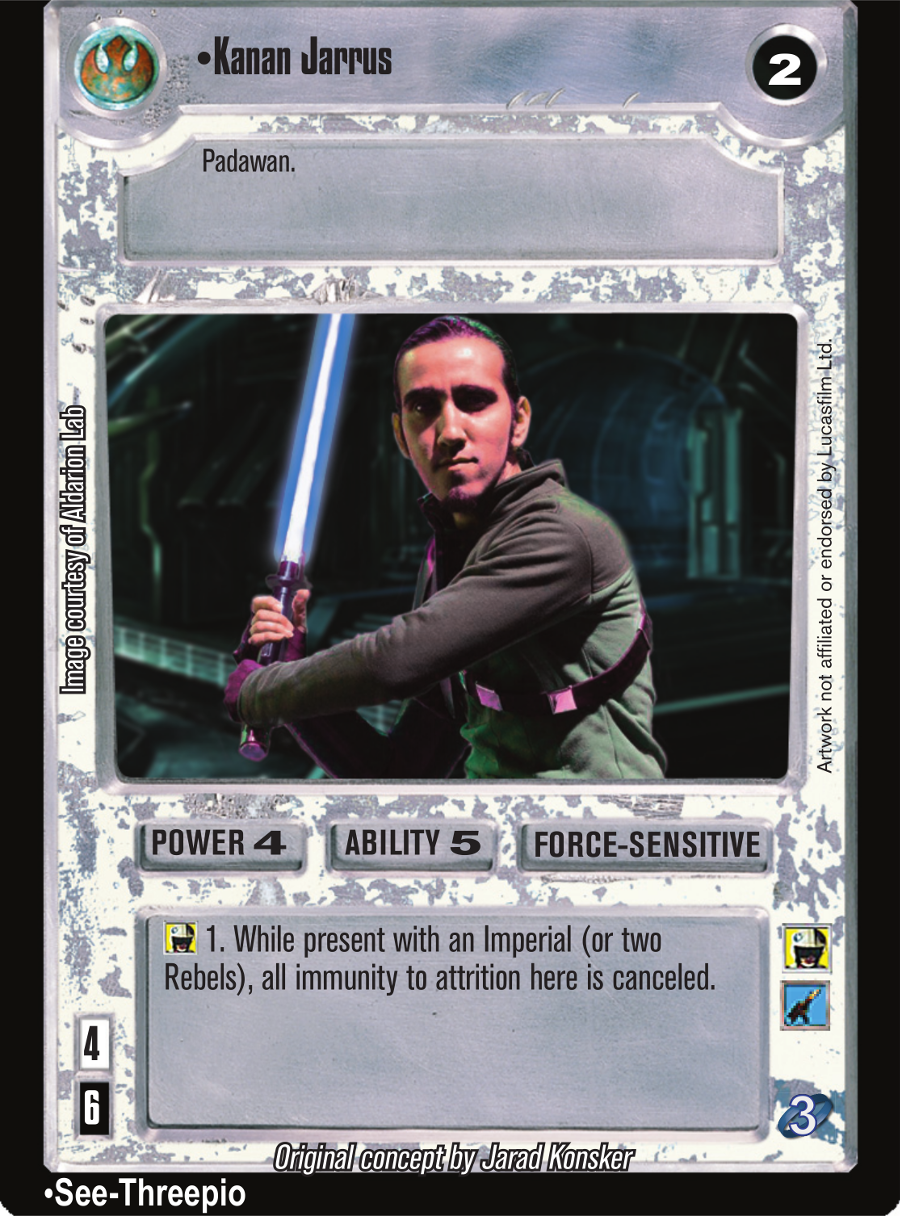 •Kanan Jarrus
2
Padawan.
Image courtesy of Aldarion Lab
Artwork not affiliated or endorsed by Lucasfilm Ltd.
POWER 4
ABILITY 5
FORCE-SENSITIVE
1. While present with an Imperial (or two
Rebels), all immunity to attrition here is canceled.
4
6
3
Original concept by Jarad Konsker
•See-Threepio